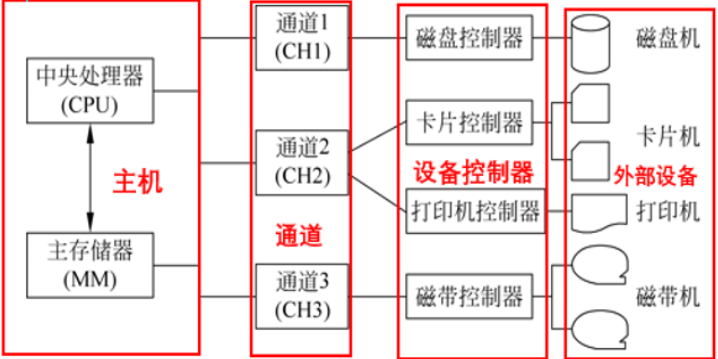 中央处理器
(CPU)
主机
主存储器
(MM)
通道1
(CH1)
通道2
(CH2)
通道
通道3
(CH3)
磁盘控制器
卡片控制器
设备控制器
打印机控制器
磁带控制器
磁盘机
卡片机
外部设备
打印机
磁带机